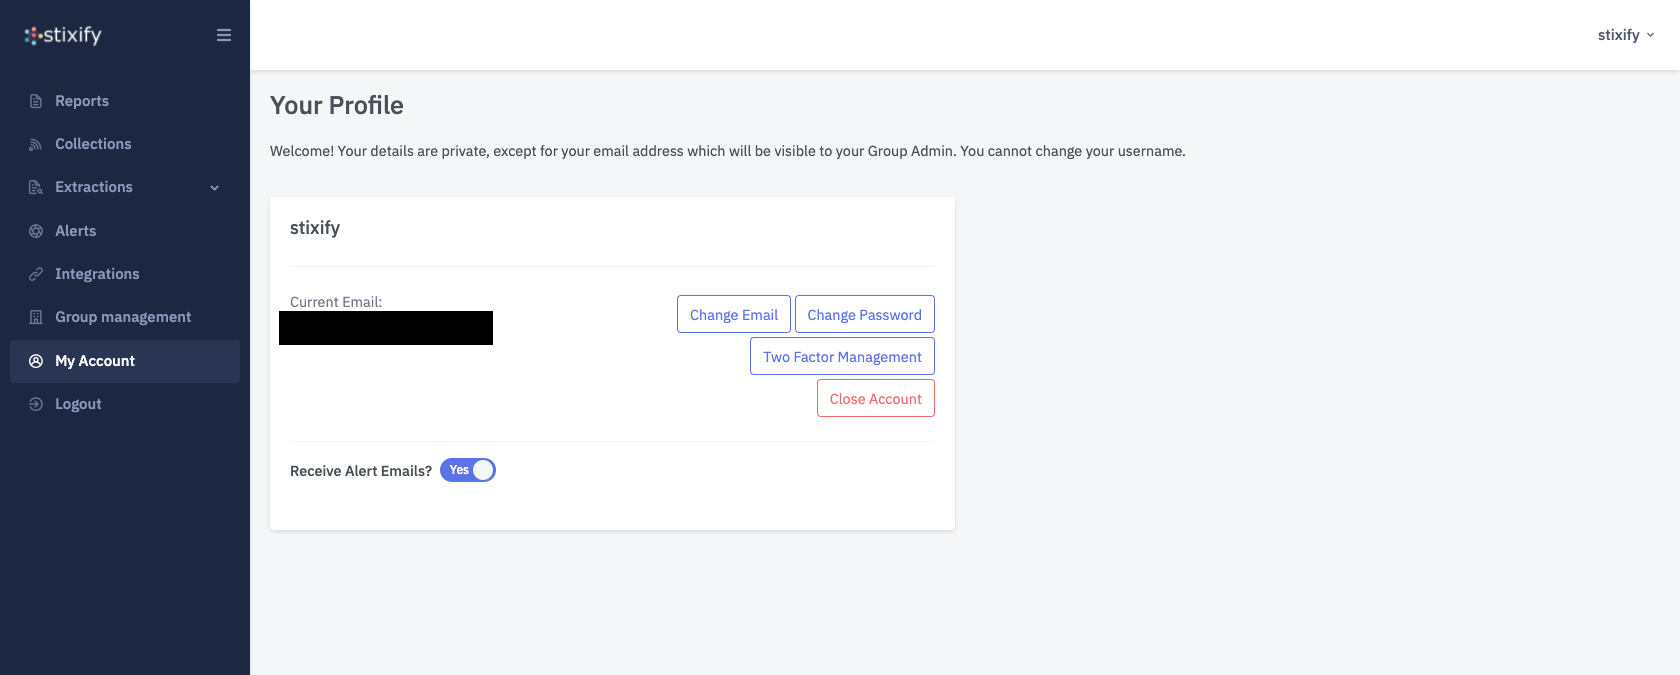 stixify
stixify
Reports
Collections
Extractions
Alerts
Integrations
Group management
My Account
Logout
Your Profile
Welcome! Your details are private, except for your email address which will be visible to your Group Admin. You cannot change your username.
stixify
Current Email:
Change Email
Change Password
Two Factor Management
Close Account
Receive Alert Emails? Yes